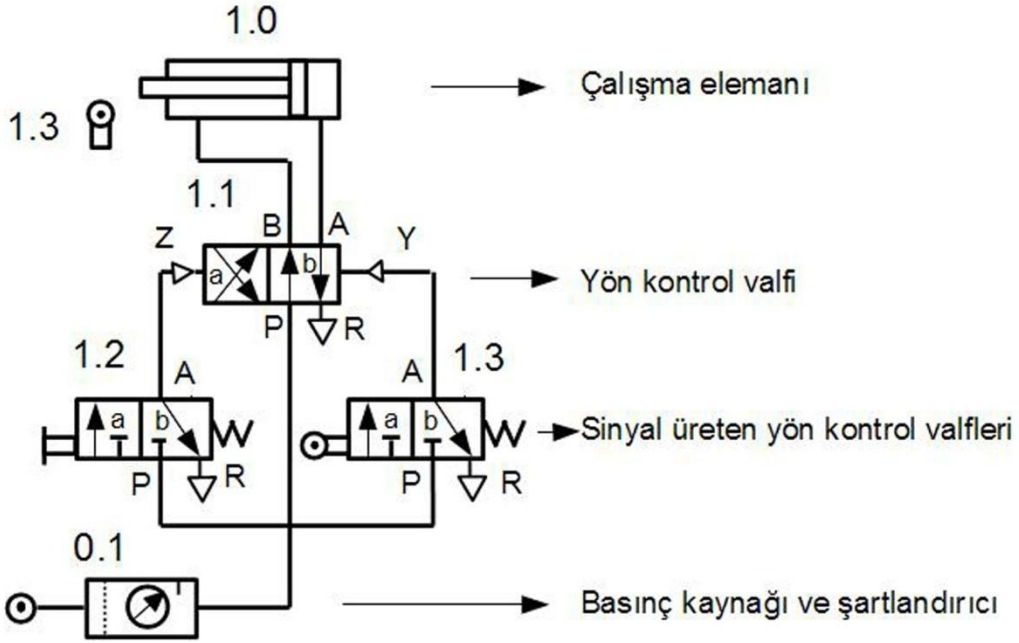 1.0
Çalışma elemanı
1.3
1.1
B A
Z Y
a b
Yön kontrol valfi
P R
1.2 1.3
A A
a b a b
Sinyal üreten yön kontrol valfleri
P R P R
0.1
Basınç kaynağı ve şartlandırıcı